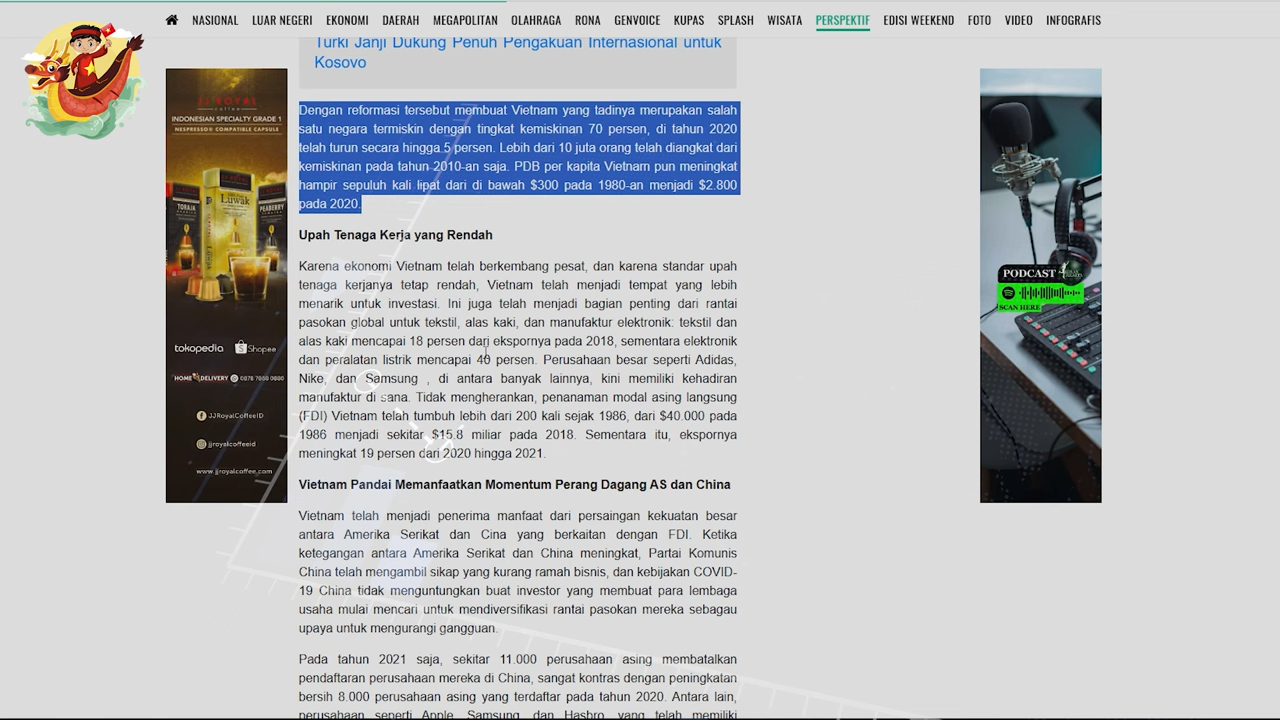 NASIONAL LUAR NEGERI EKONOMI DAERAH MEGAPOLITAN OLAHRAGA RONA GENVOICE KUPAS SPLASH WISATA PERSPEKTIF EDISI WEEKEND FOTO VIDEO INFOGRAFIS
Turki Janji Dukung Penuh Pengakuan Internasional untuk
Kosovo
Dengan reformasi tersebut membuat Vietnam yang tadinya merupakan salah
satu negara termiskin dengan tingkat kemiskinan 70 persen, di tahun 2020
telah turun secara hingga 5 persen. Lebih dari 10 juta orang telah diangkat dari
kemiskinan pada tahun 2010-an saja. PDB per kapita Vietnam pun meningkat
hampir sepuluh kali lipat dari di bawah $300 pada 1980-an menjadi $2.800
pada 2020.
Upah Tenaga Kerja yang Rendah
Karena ekonomi Vietnam telah berkembang pesat, dan karena standar upah
tenaga kerjanya tetap rendah, Vietnam telah menjadi tempat yang lebih
menarik untuk investasi. Ini juga telah menjadi bagian penting dari rantai
pasokan global untuk tekstil, alas kaki, dan manufaktur elektronik: tekstil dan
alas kaki mencapai 18 persen dari ekspornya pada 2018, sementara elektronik
dan peralatan listrik mencapai 40 persen. Perusahaan besar seperti Adidas,
Nike, dan Samsung , di antara banyak lainnya, kini memiliki kehadiran
manufaktur di sana. Tidak mengherankan, penanaman modal asing langsung
(FDI) Vietnam telah tumbuh lebih dari 200 kali sejak 1986, dari $40.000 pada
1986 menjadi sekitar $15,8 miliar pada 2018. Sementara itu, ekspornya
meningkat 19 persen dari 2020 hingga 2021.
Vietnam Pandai Memanfaatkan Momentum Perang Dagang AS dan China
Vietnam telah menjadi penerima manfaat dari persaingan kekuatan besar
antara Amerika Serikat dan Cina yang berkaitan dengan FDI. Ketika
ketegangan antara Amerika Serikat dan China meningkat, Partai Komunis
China telah mengambil sikap yang kurang ramah bisnis, dan kebijakan COVID-
19 China tidak menguntungkan buat investor yang membuat para lembaga
usaha mulai mencari untuk mendiversifikasi rantai pasokan mereka sebagau
upaya untuk mengurangi gangguan.
Pada tahun 2021 saja, sekitar 11.000 perusahaan asing membatalkan
pendaftaran perusahaan mereka di China, sangat kontras dengan peningkatan
bersih 8.000 perusahaan asing yang terdaftar pada tahun 2020. Antara lain,
perusahaan seperti Apple, Samsung, dan Hasbro yang telah memiliki
JJ ROYAL
coffee
INDONESIAN SPECIALTY GRADE 1
NESPRESSO® COMPATIBLE CAPSULE
TORAJA
Luwak
PEABERRY
tokopedia Shopee
HOME DELIVERY 0878 7850 0800
JJRoyalCoffeeID
jjroyalcoffeeid
www.jjroyalcoffee.com
PODCAST
SCAN HERE